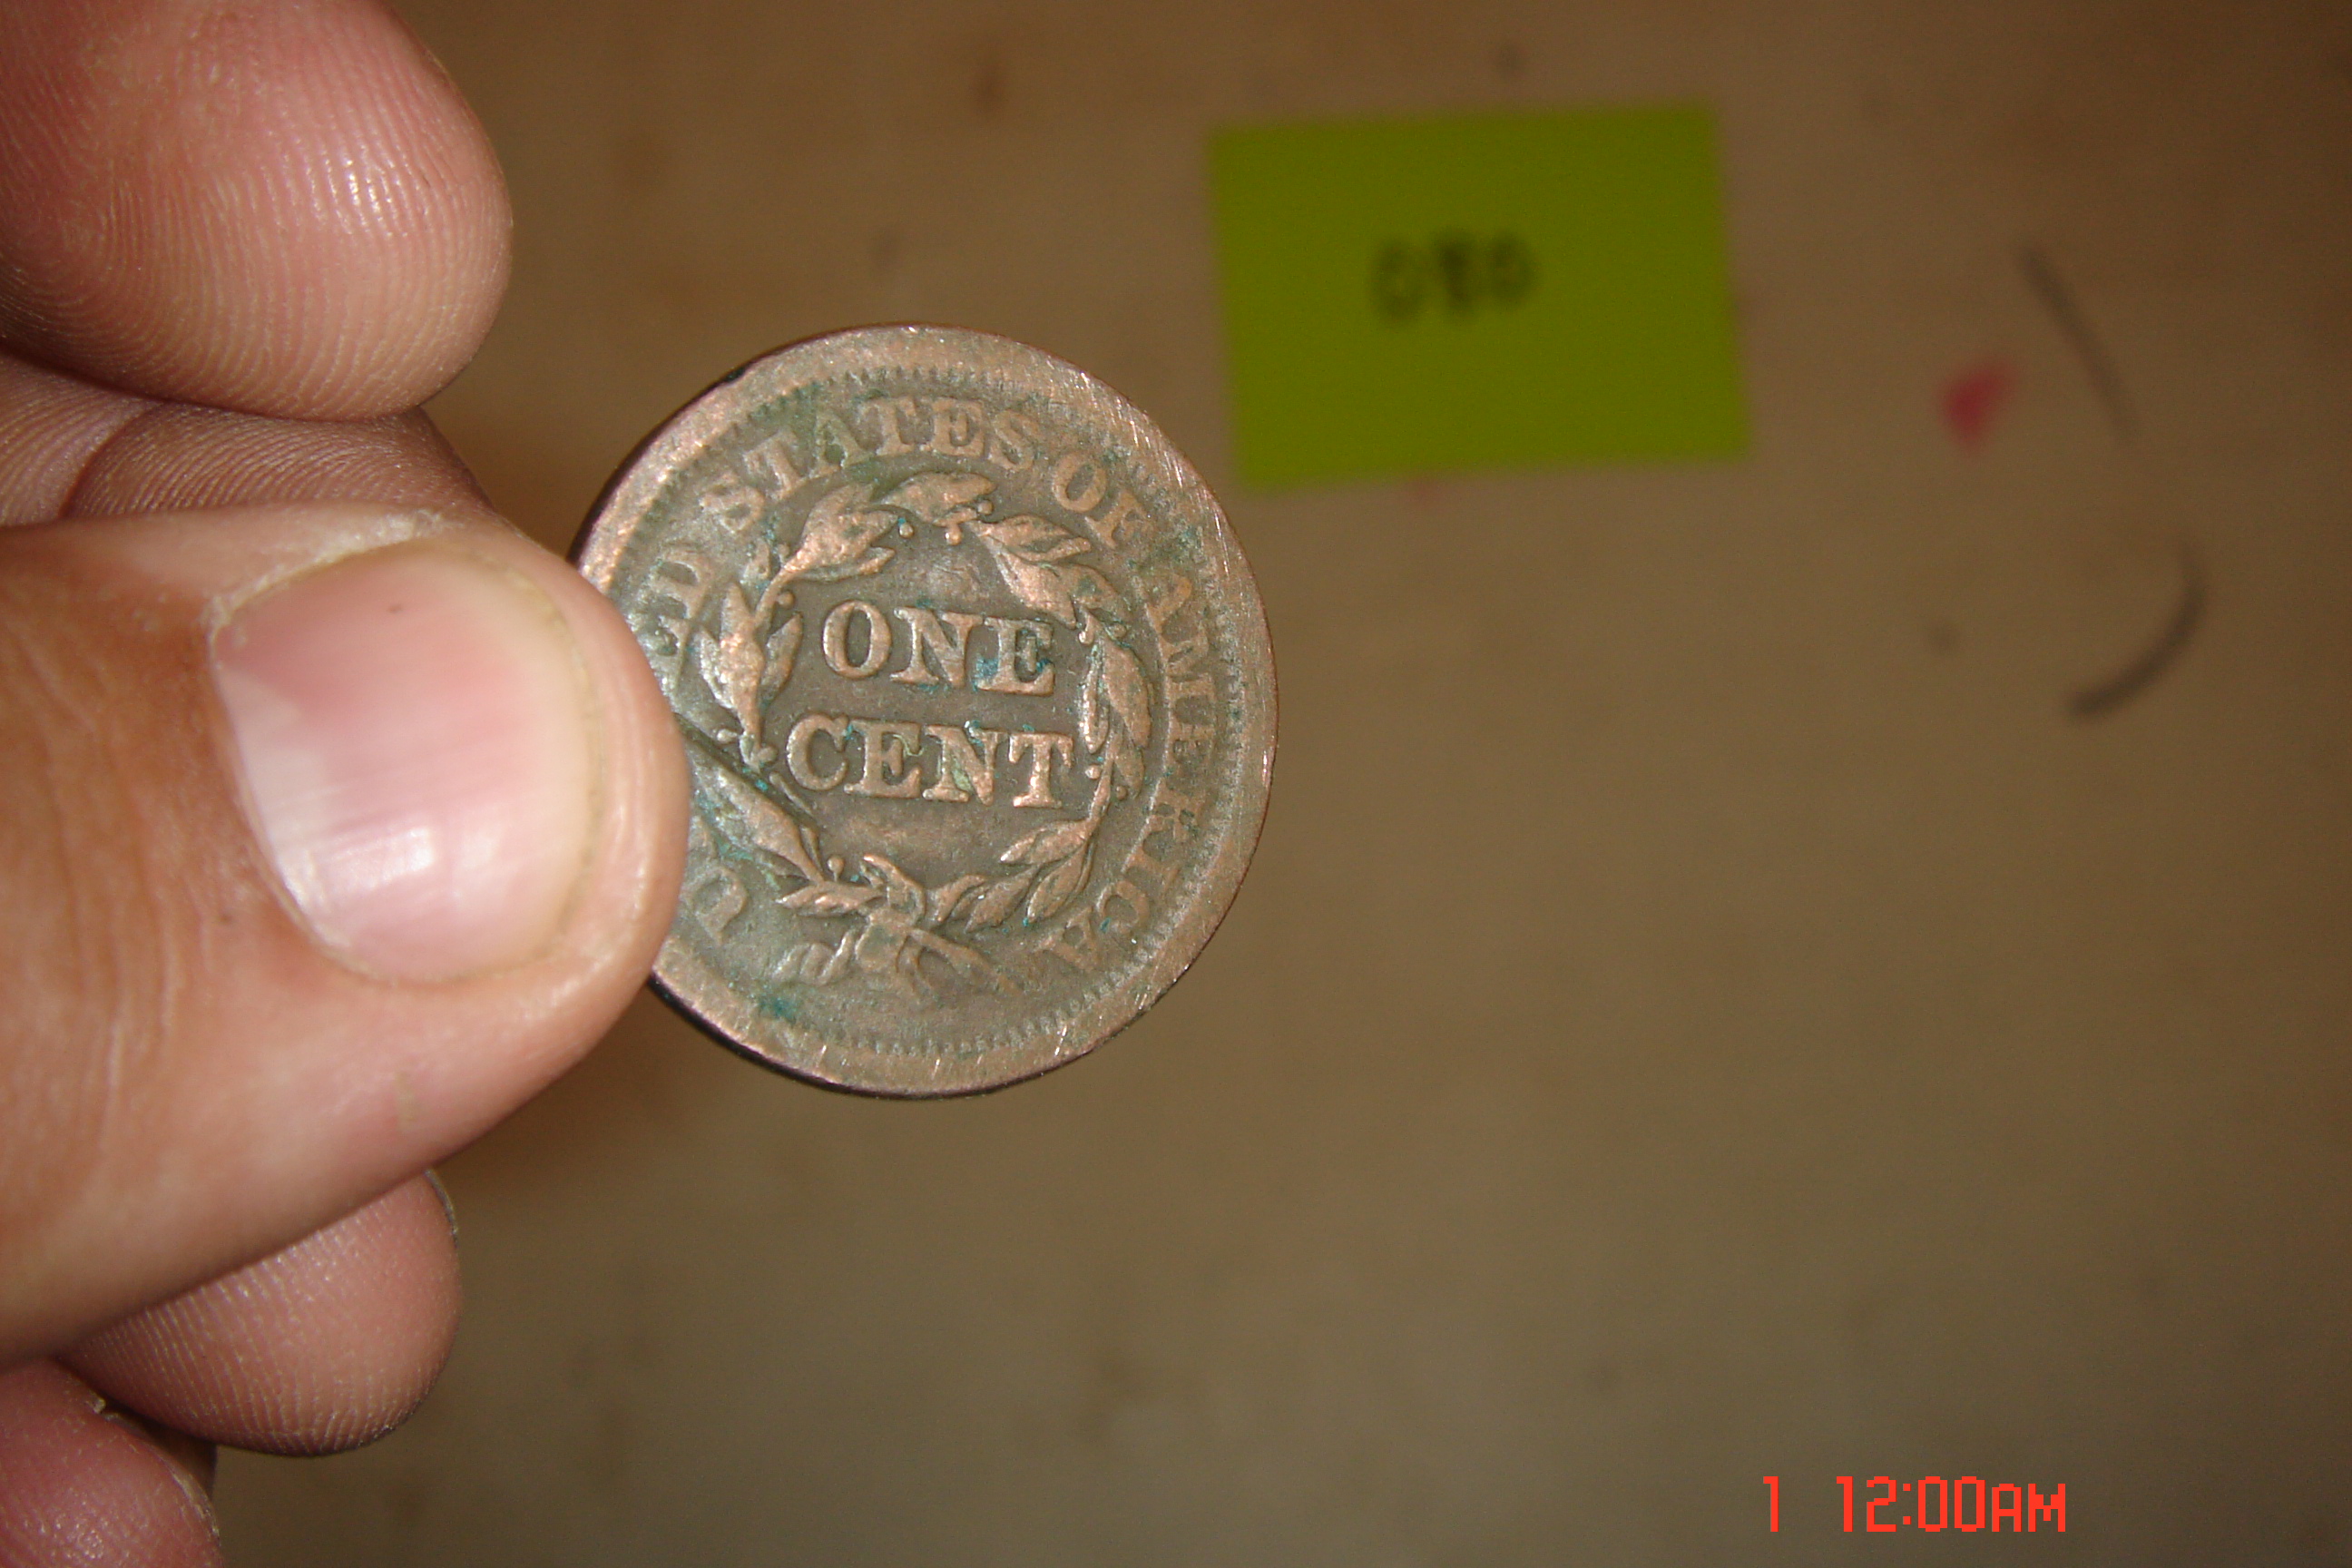 D STATES OF AMERICA
U
ONE
CENT
1 12:00AM